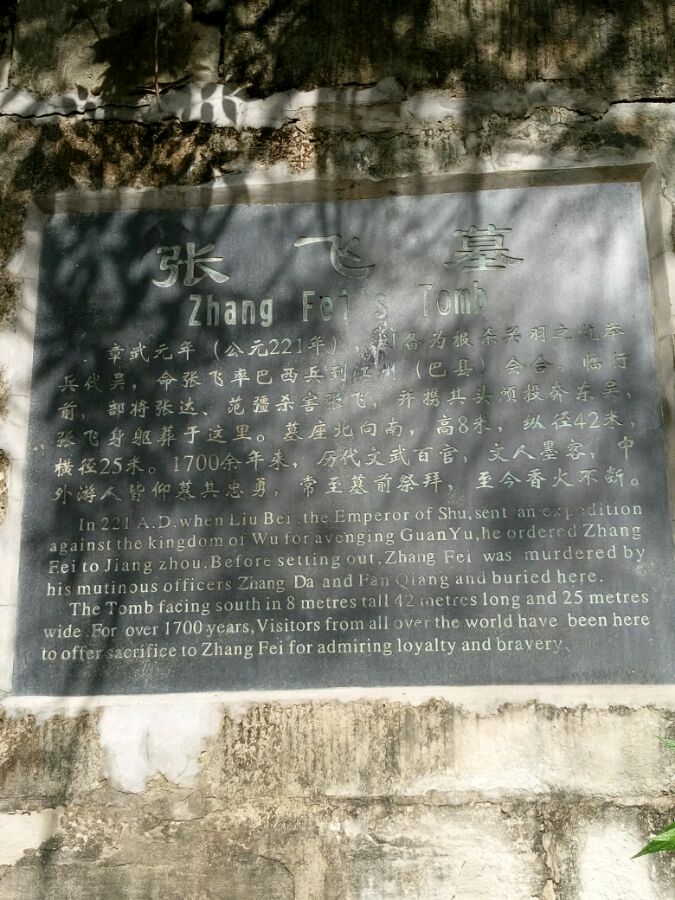 张飞墓
Zhang Fei s Tomb
章武元年（公元221年），刘备为报杀关羽之仇举
兵伐吴，命张飞率巴西兵到江州（巴县）会合。临行
前，部将张达、范彊杀害张飞，并携其头颅投奔东吴，
张飞身躯葬于这里。墓座北向南，高8米，纵径42米，
横径25米。1700余年来，历代文武百官，文人墨客，中
外游人皆仰慕其忠勇，常至墓前祭拜，至今香火不断。
In 221 A.D.when Liu Bei ,the Emperor of Shu,sent an expedition
against the kingdom of Wu for avenging GuanYu,he ordered Zhang
Fei to Jiang zhou.Before setting out,Zhang Fei was murdered by
his mutinous officers Zhang Da and Fan Qiang and buried here.
The Tomb facing south in 8 metres tall 42 metres long and 25 metres
wide .For over 1700 years,Visitors from all over the world have been here
to offer sacrifice to Zhang Fei for admiring loyalty and bravery.